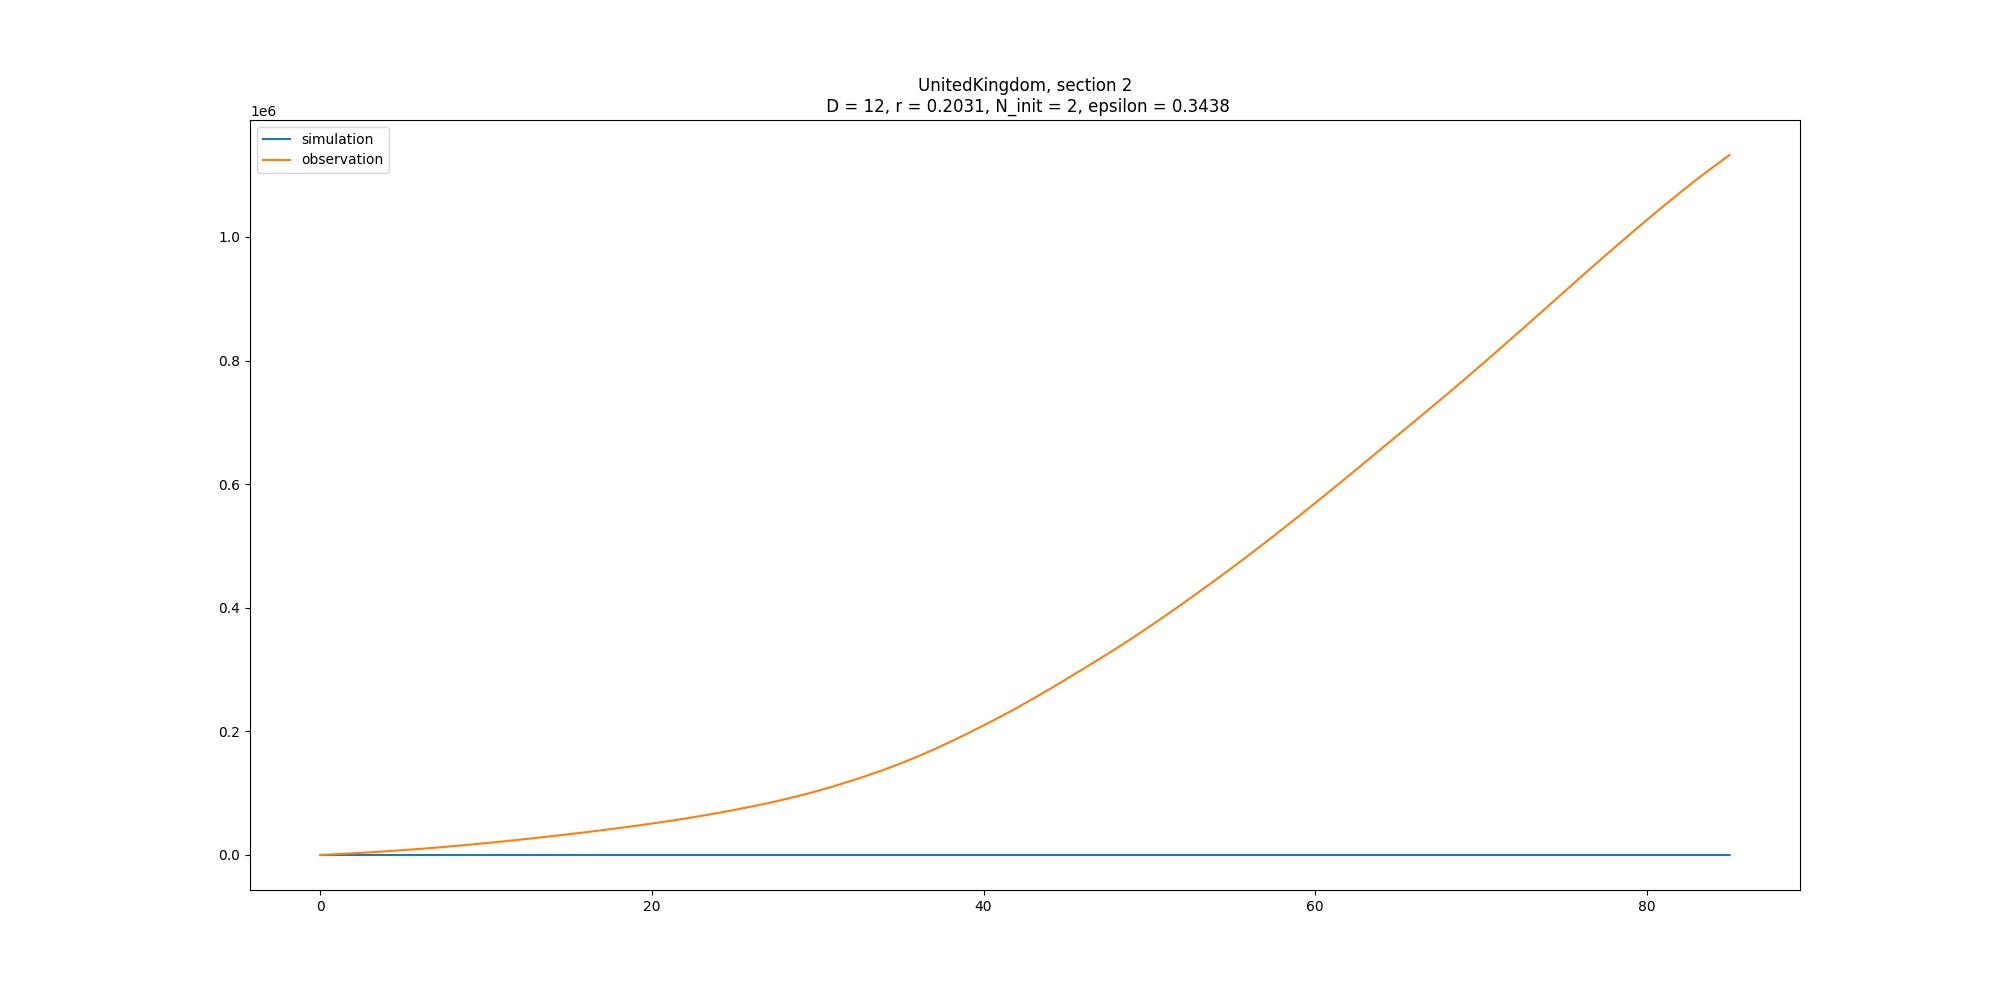 UnitedKingdom, section 2
D = 12, r = 0.2031, N_init = 2, epsilon = 0.3438
1e6
simulation
observation
1.0
0.8
0.6
0.4
0.2
0.0
0 20 40 60 80